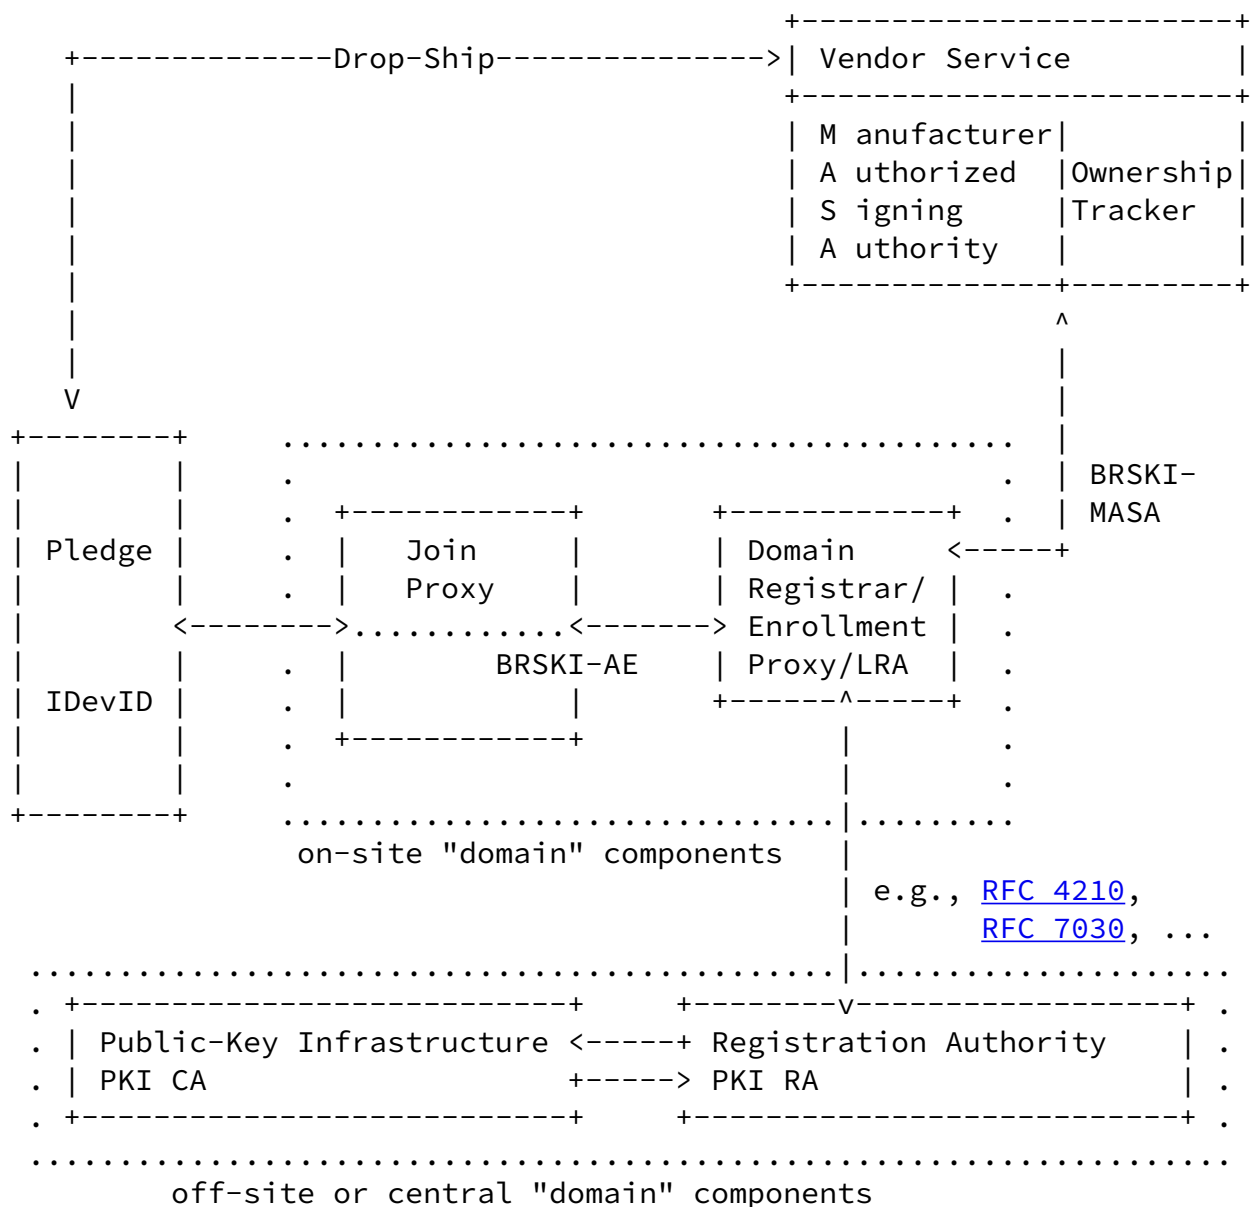 Drop-Ship
Vendor Service
M anufacturer
A uthorized Ownership
S igning Tracker
A uthority
V
BRSKI-
MASA
Pledge Join Domain
Proxy Registrar/
Enrollment
BRSKI-AE Proxy/LRA
IDevID
on-site "domain" components
e.g., RFC 4210,
RFC 7030, ...
v
Public-Key Infrastructure Registration Authority
PKI CA PKI RA
off-site or central "domain" components